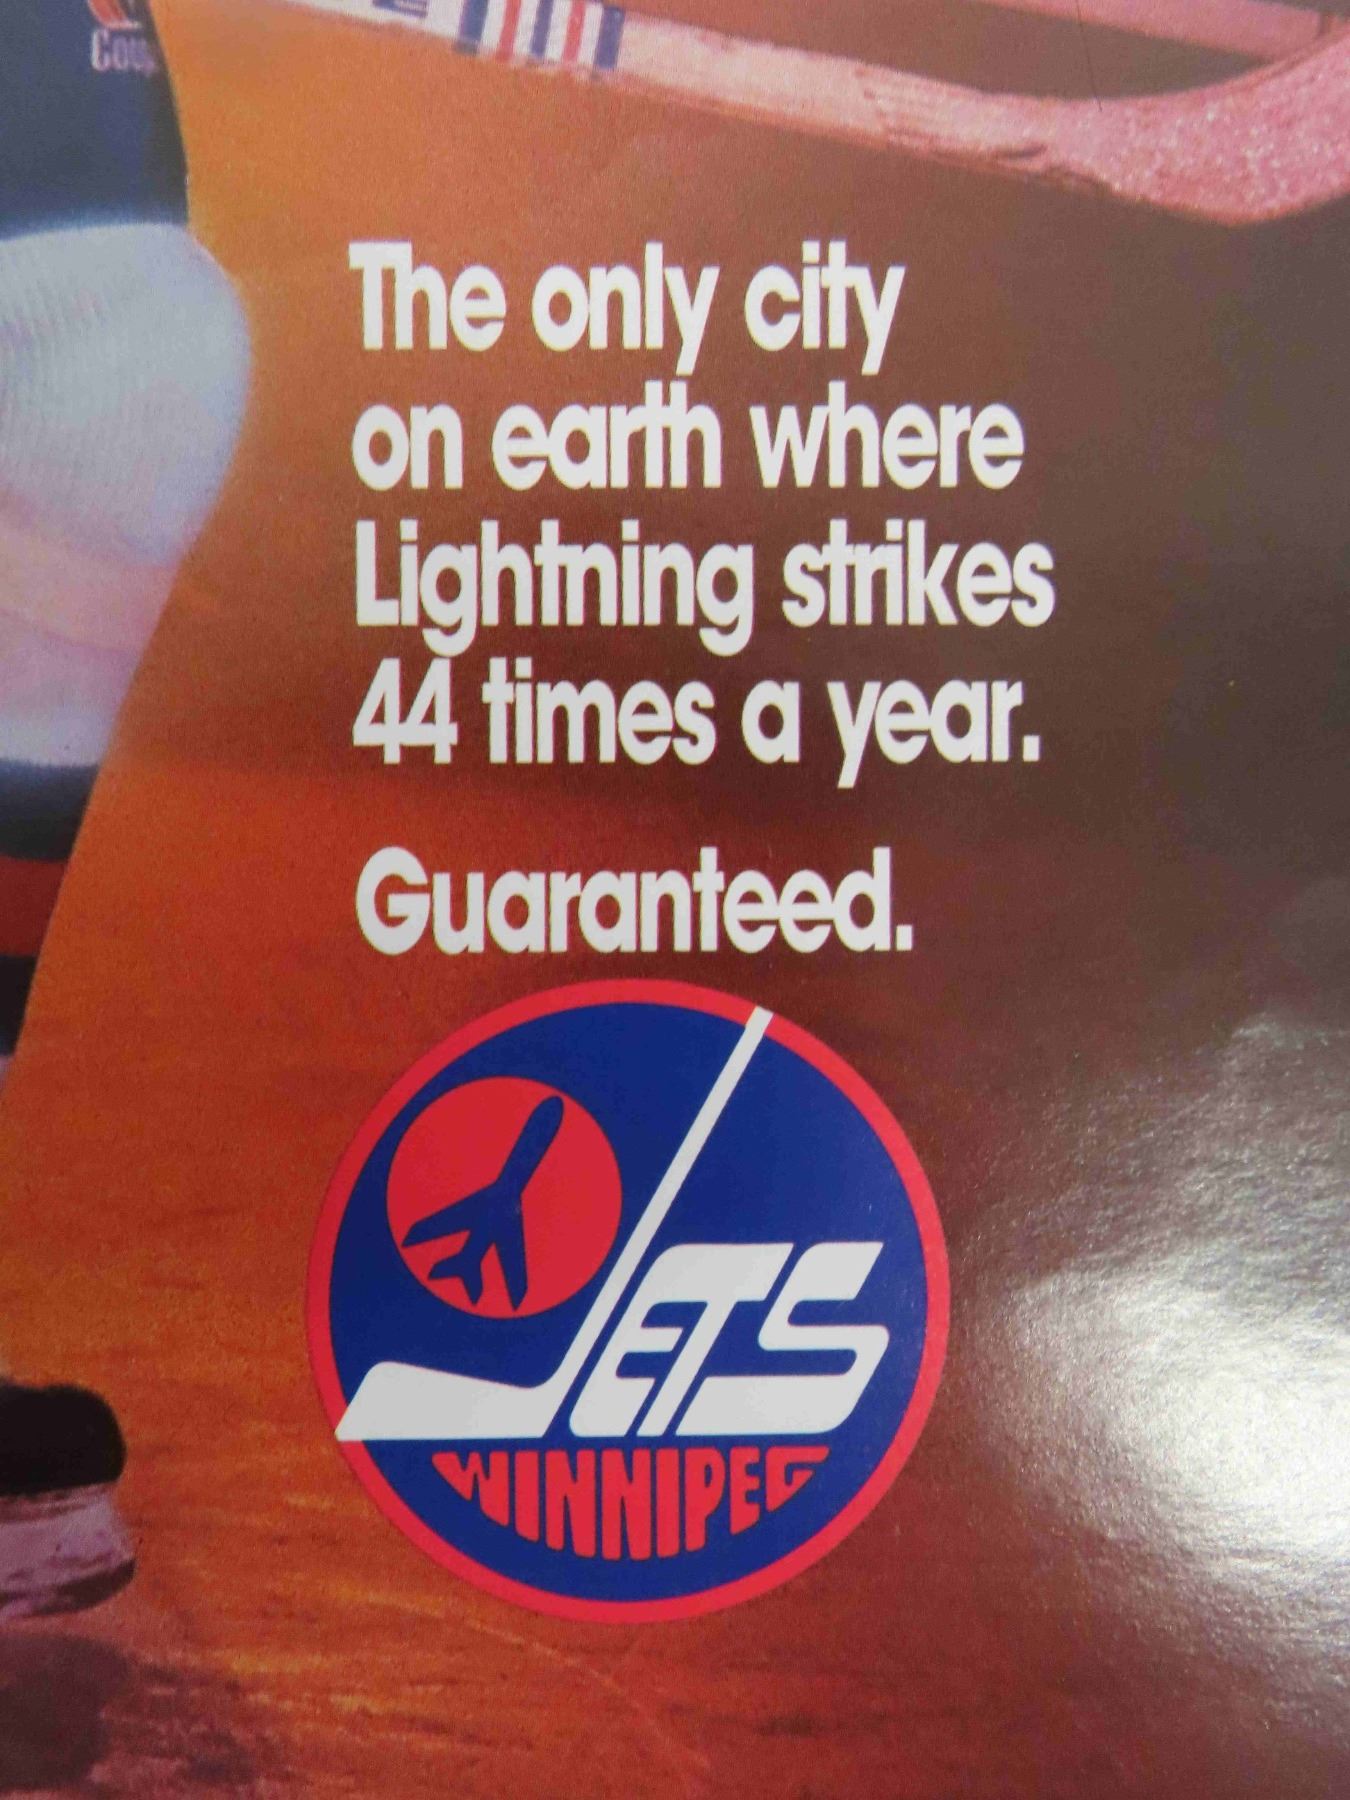 The only city
on earth where
Lightning strikes
44 times a year.
Guaranteed.
JETS
WINNIPEG